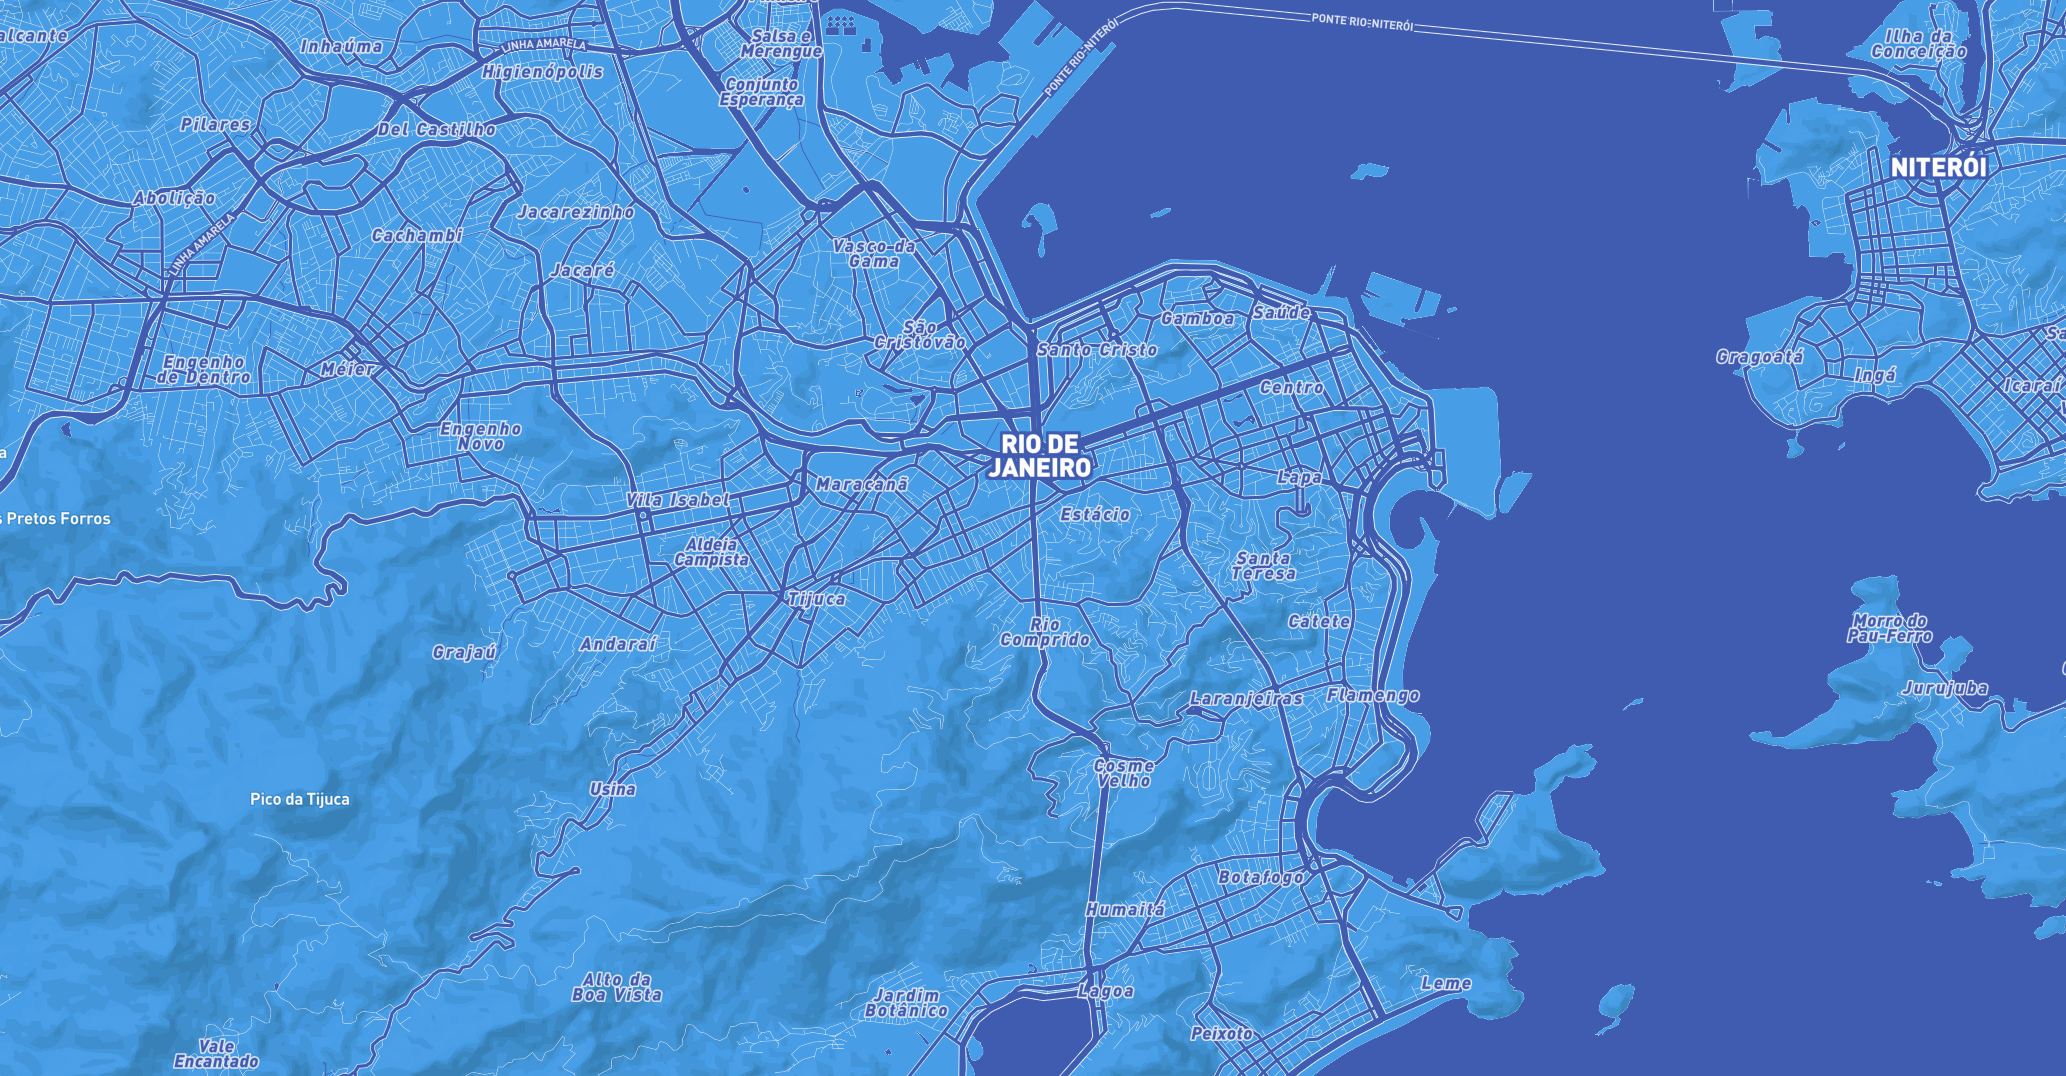 Salsa e
Merengue
PONTE RIO-NITERÓI
PONTE RIO-NITERÓI
Ilha da
Conceição
Inhaúma
LINHA AMARELA
Higienópolis
Conjunto
Esperança
Pilares
Del Castilho
NITERÓI
Abolição
Jacarezinho
Cachambi
LINHA AMARELA
Vasco da
Gama
Jacaré
Gamboa
Saúde
São
Cristóvão
Santo Cristo
Gragoatá
Engenho
de Dentro
Méier
Centro
Ingá
Icaraí
Engenho
Novo
RIO DE
JANEIRO
Lapa
Maracanã
Vila Isabel
Estácio
s Pretos Forros
Aldeia
Campista
Santa
Teresa
Tijuca
Rio
Comprido
Catete
Morro do
Pau-Ferro
Grajaú
Andaraí
Laranjeiras
Flamengo
Jurujuba
Cosme
Velho
Usina
Pico da Tijuca
Botafogo
Humaitá
Alto da
Boa Vista
Jardim
Botânico
Lagoa
Leme
Peixoto
Vale
Encantado